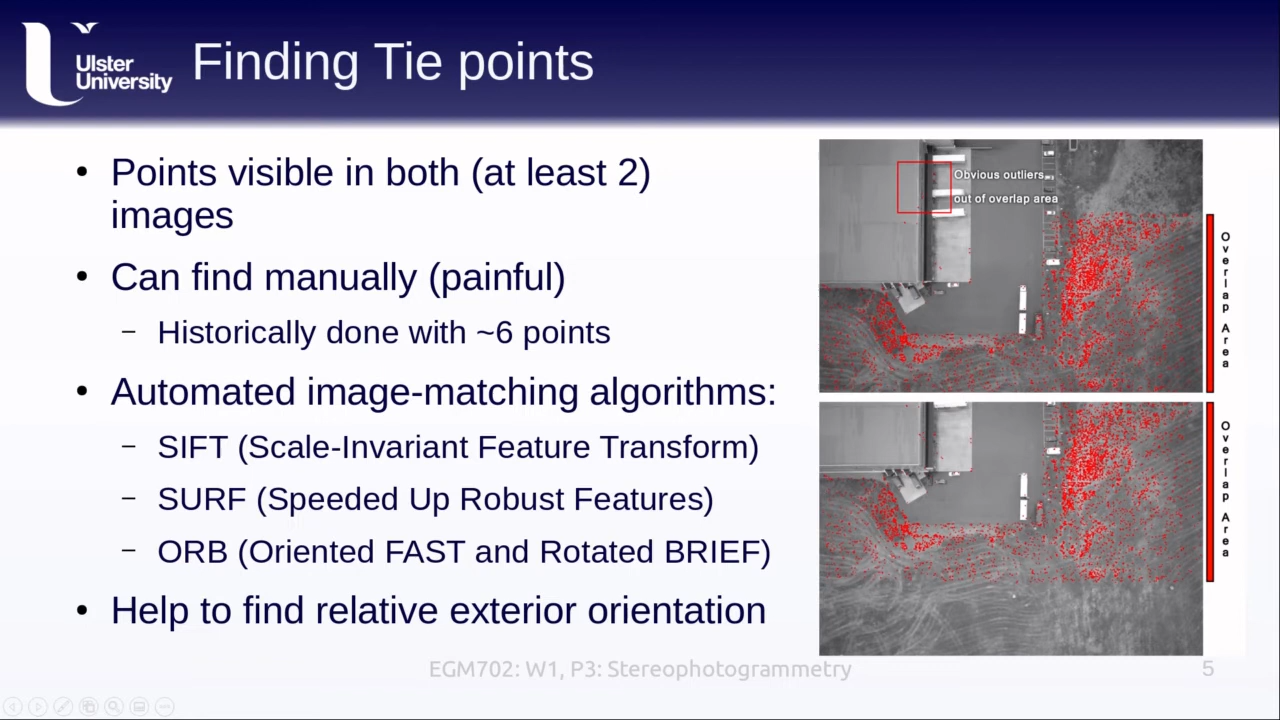 Ulster
University
Finding Tie points
• Points visible in both (at least 2)
images
• Can find manually (painful)
– Historically done with ~6 points
• Automated image-matching algorithms:
– SIFT (Scale-Invariant Feature Transform)
– SURF (Speeded Up Robust Features)
– ORB (Oriented FAST and Rotated BRIEF)
• Help to find relative exterior orientation
Obvious outliers
out of overlap area
Overlap Area
Overlap Area
EGM702: W1, P3: Stereophotogrammetry
5